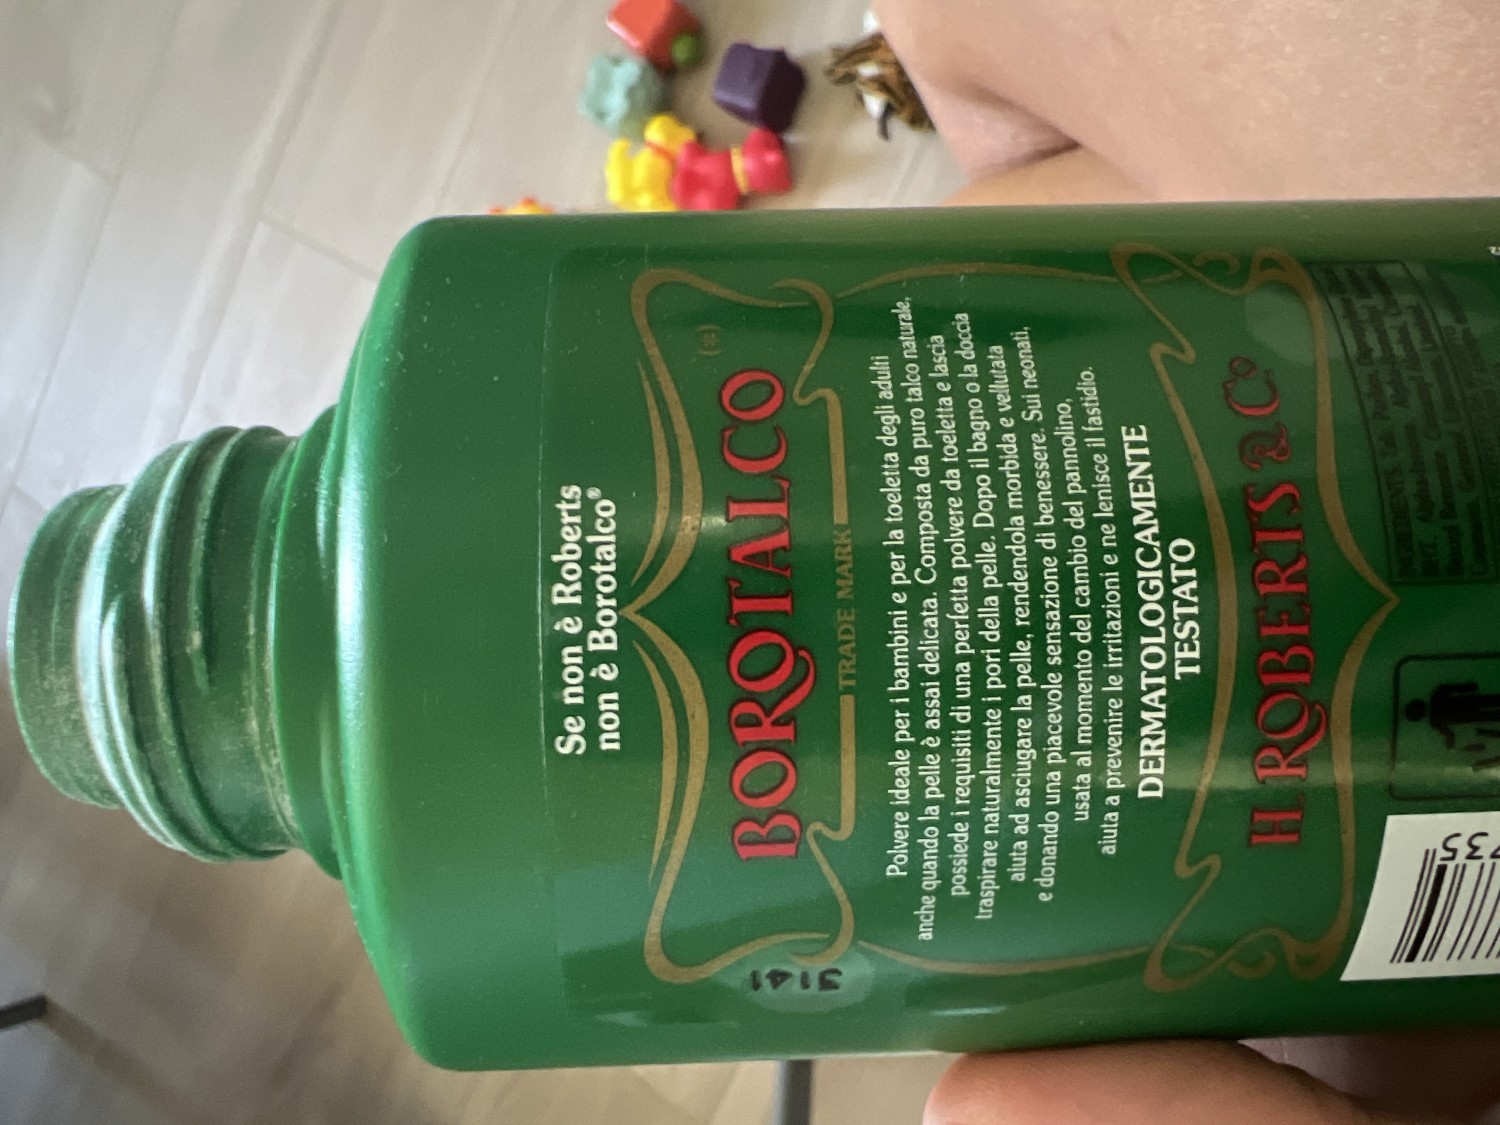 Se non è Roberts
non è Borotalco®
BOROTALCO
(*)
TRADE MARK
Polvere ideale per i bambini e per la toeletta degli adulti
anche quando la pelle è assai delicata. Composta da puro talco naturale,
possiede i requisiti di una perfetta polvere da toeletta e lascia
traspirare naturalmente i pori della pelle. Dopo il bagno o la doccia
aiuta ad asciugare la pelle, rendendola morbida e vellutata
e donando una piacevole sensazione di benessere. Sui neonati,
usata al momento del cambio del pannolino,
aiuta a prevenire le irritazioni e ne lenisce il fastidio.
DERMATOLOGICAMENTE
TESTATO
H ROBERTS & Co
4141
INGREDIENTS: Talc, Parfum,
735